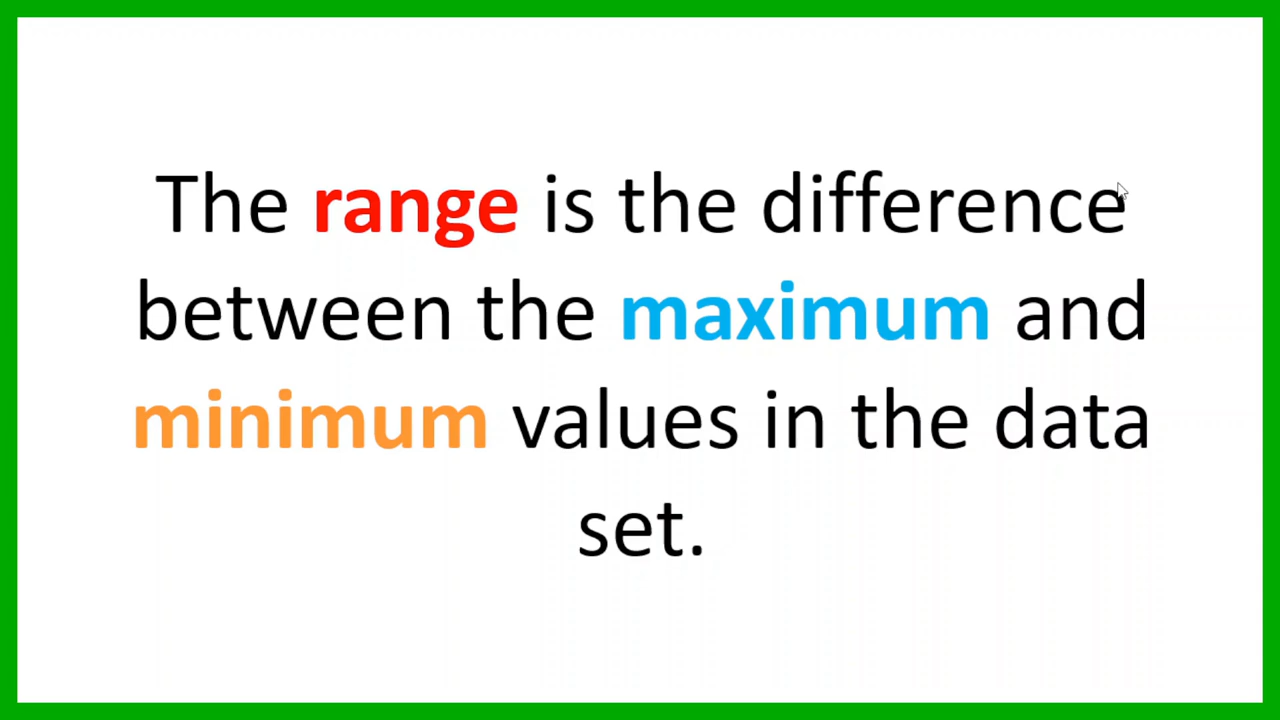 The range is the difference
between the maximum and
minimum values in the data
set.